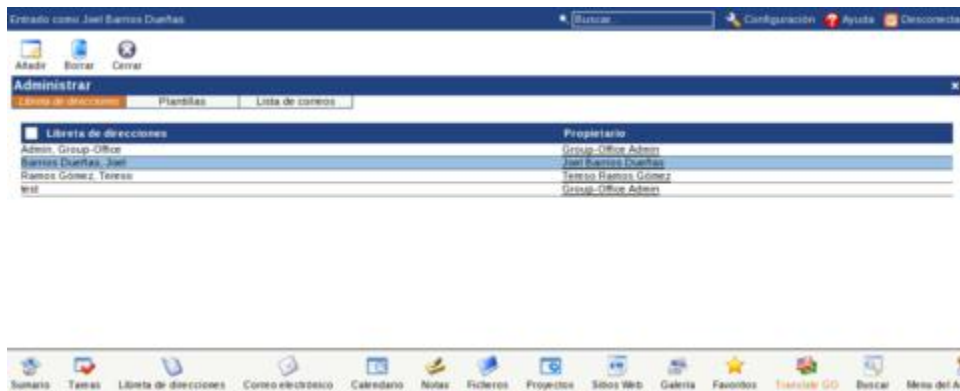 Entrado como Joel Barrios Dueñas Buscar... Configuración Ayuda Desconecta
Añadir Borrar Cerrar
Administrar
Libreta de direcciones Plantillas Lista de correos
Libreta de direcciones Propietario
Admin, Group-Office Group-Office Admin
Barrios Dueñas, Joel Joel Barrios Dueñas
Ramos Gómez, Tereso Tereso Ramos Gómez
test Group-Office Admin
Sumario Tareas Libreta de direcciones Correo electrónico Calendario Notas Ficheros Proyectos Sitios Web Galería Favoritos Translate GO Buscar Menu del A